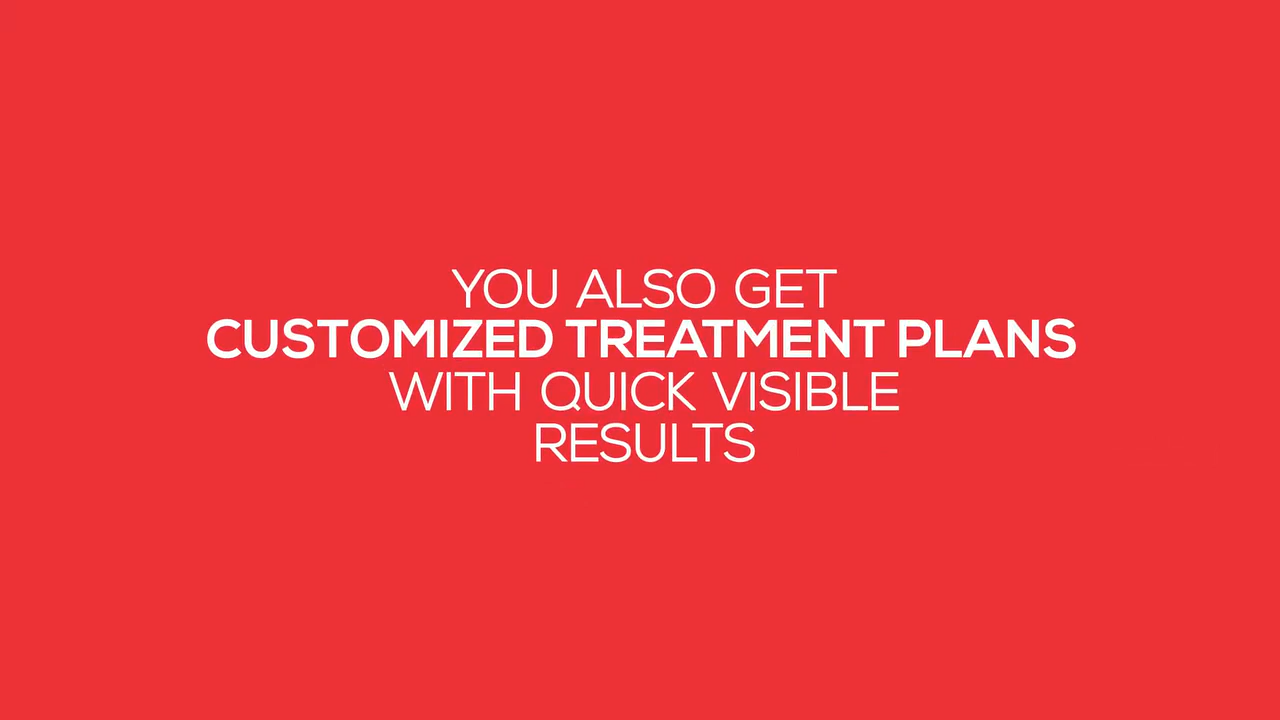 YOU ALSO GET
CUSTOMIZED TREATMENT PLANS
WITH QUICK VISIBLE
RESULTS